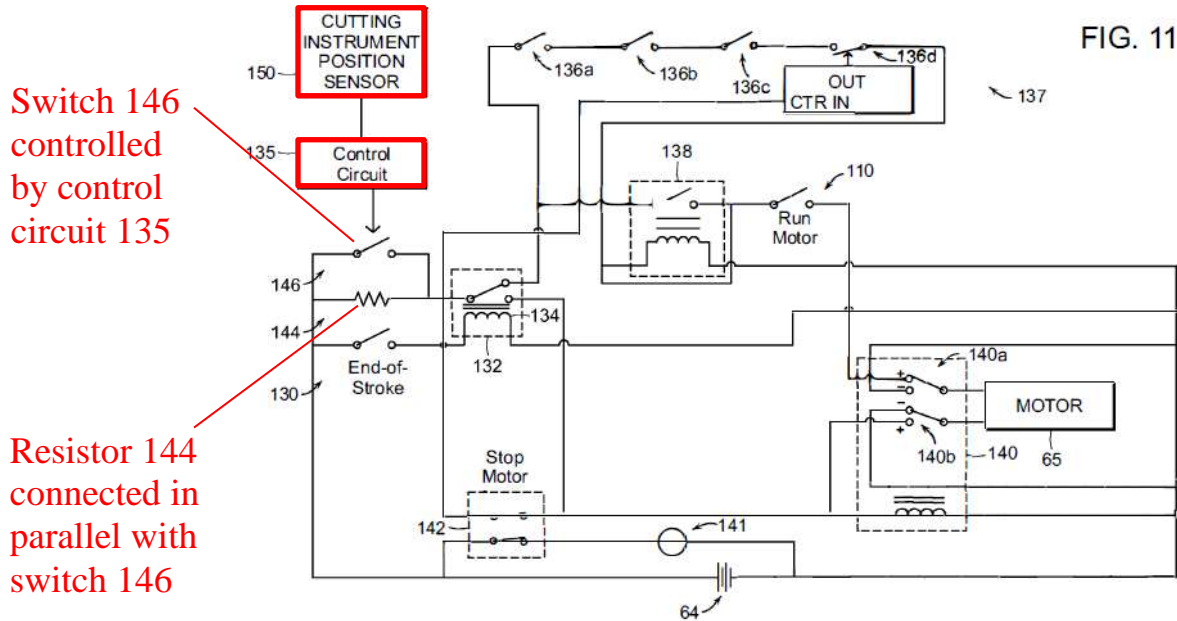 FIG. 11
CUTTING
INSTRUMENT
POSITION
SENSOR
150
Switch 146
controlled
by control
circuit 135
135
Control
Circuit
136a
136b
136c
136d
OUT
CTR IN
137
138
110
Run
Motor
146
144
134
132
End-of-
Stroke
130
140a
+
−
−
+
MOTOR
140b
140
65
Resistor 144
connected in
parallel with
switch 146
Stop
Motor
142
141
64